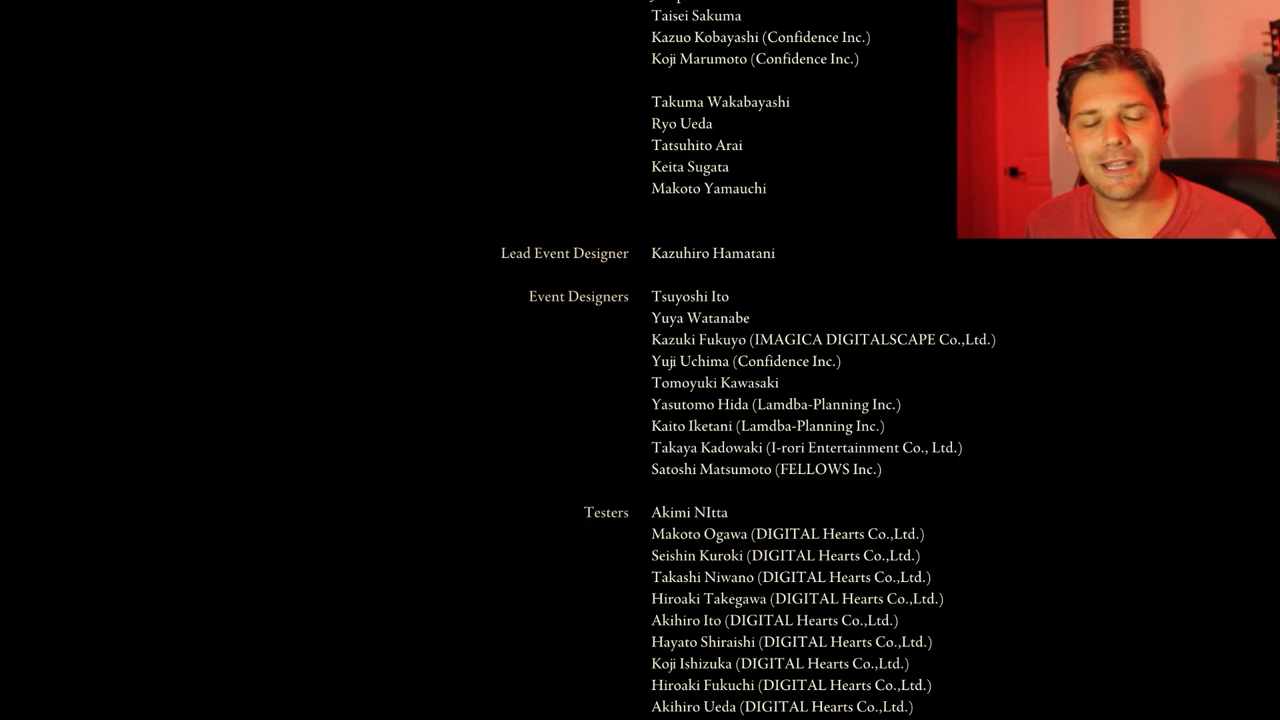 Taisei Sakuma
Kazuo Kobayashi (Confidence Inc.)
Koji Marumoto (Confidence Inc.)
Takuma Wakabayashi
Ryo Ueda
Tatsuhito Arai
Keita Sugata
Makoto Yamauchi
Lead Event Designer Kazuhiro Hamatani
Event Designers Tsuyoshi Ito
Yuya Watanabe
Kazuki Fukuyo (IMAGICA DIGITALSCAPE Co.,Ltd.)
Yuji Uchima (Confidence Inc.)
Tomoyuki Kawasaki
Yasutomo Hida (Lamdba-Planning Inc.)
Kaito Iketani (Lamdba-Planning Inc.)
Takaya Kadowaki (I-rori Entertainment Co., Ltd.)
Satoshi Matsumoto (FELLOWS Inc.)
Testers Akimi NItta
Makoto Ogawa (DIGITAL Hearts Co.,Ltd.)
Seishin Kuroki (DIGITAL Hearts Co.,Ltd.)
Takashi Niwano (DIGITAL Hearts Co.,Ltd.)
Hiroaki Takegawa (DIGITAL Hearts Co.,Ltd.)
Akihiro Ito (DIGITAL Hearts Co.,Ltd.)
Hayato Shiraishi (DIGITAL Hearts Co.,Ltd.)
Koji Ishizuka (DIGITAL Hearts Co.,Ltd.)
Hiroaki Fukuchi (DIGITAL Hearts Co.,Ltd.)
Akihiro Ueda (DIGITAL Hearts Co.,Ltd.)